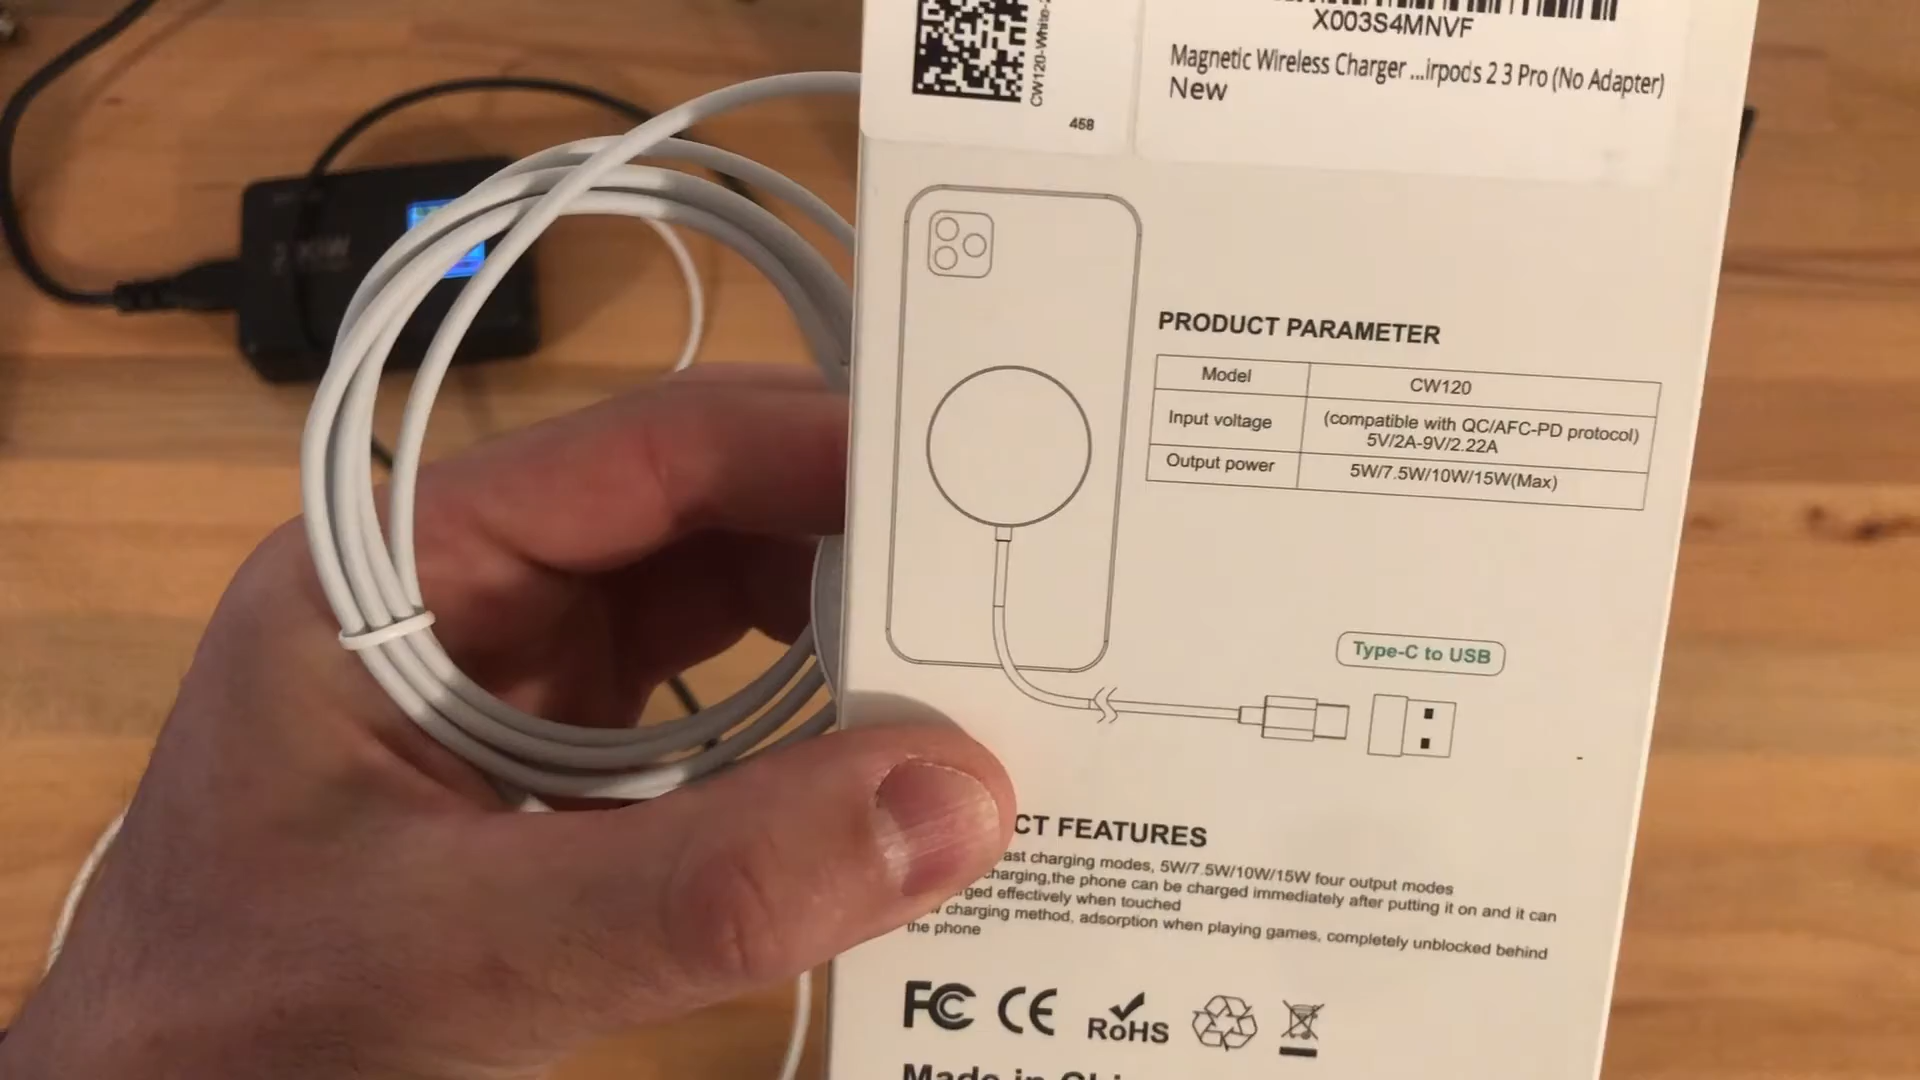 X003S4MNVF
Magnetic Wireless Charger ...irpods 2 3 Pro (No Adapter)
New
CW120-White-
458
PRODUCT PARAMETER
Model CW120
Input voltage (compatible with QC/AFC-PD protocol)
5V/2A-9V/2.22A
Output power 5W/7.5W/10W/15W(Max)
Type-C to USB
CT FEATURES
ast charging modes, 5W/7.5W/10W/15W four output modes
charging,the phone can be charged immediately after putting it on and it can
rged effectively when touched
charging method, adsorption when playing games, completely unblocked behind
the phone
FC CE RoHS
Made in